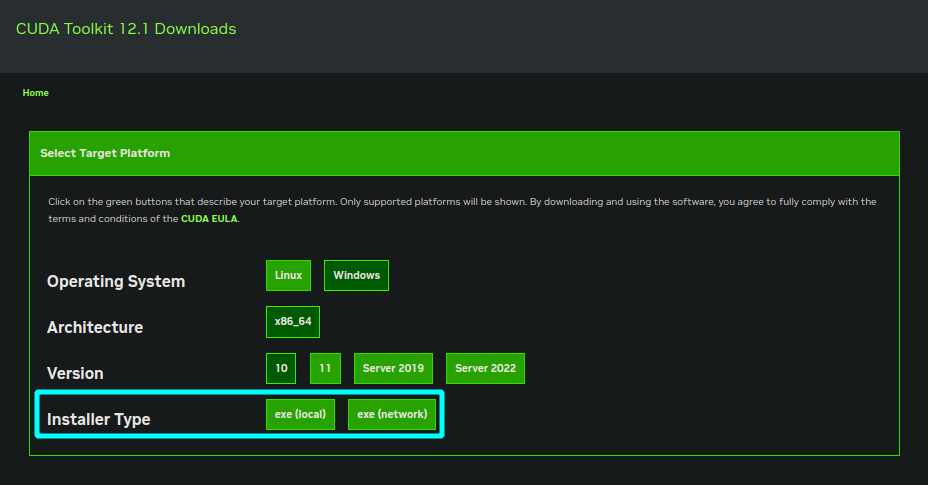 CUDA Toolkit 12.1 Downloads
Home
Select Target Platform
Click on the green buttons that describe your target platform. Only supported platforms will be shown. By downloading and using the software, you agree to fully comply with the
terms and conditions of the CUDA EULA.
Operating System Linux Windows
Architecture x86_64
Version 10 11 Server 2019 Server 2022
Installer Type exe (local) exe (network)